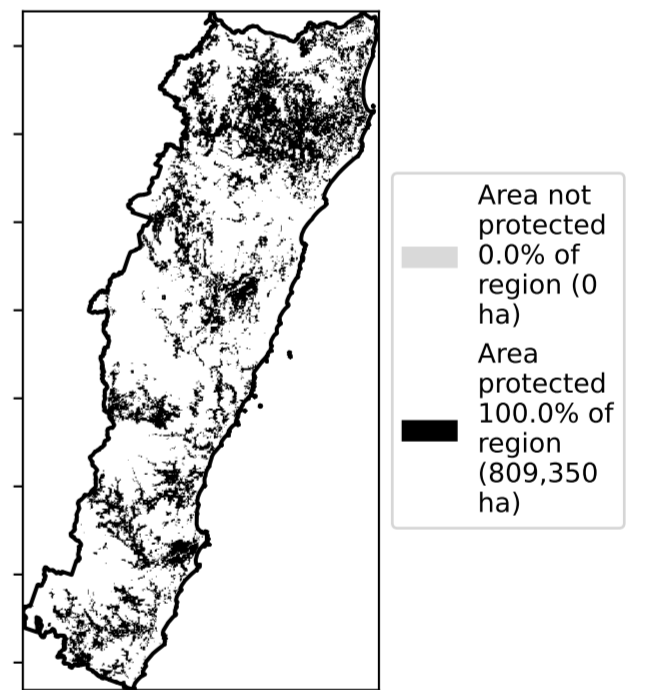 Area not
protected
0.0% of
region (0
ha)
Area
protected
100.0% of
region
(809,350
ha)